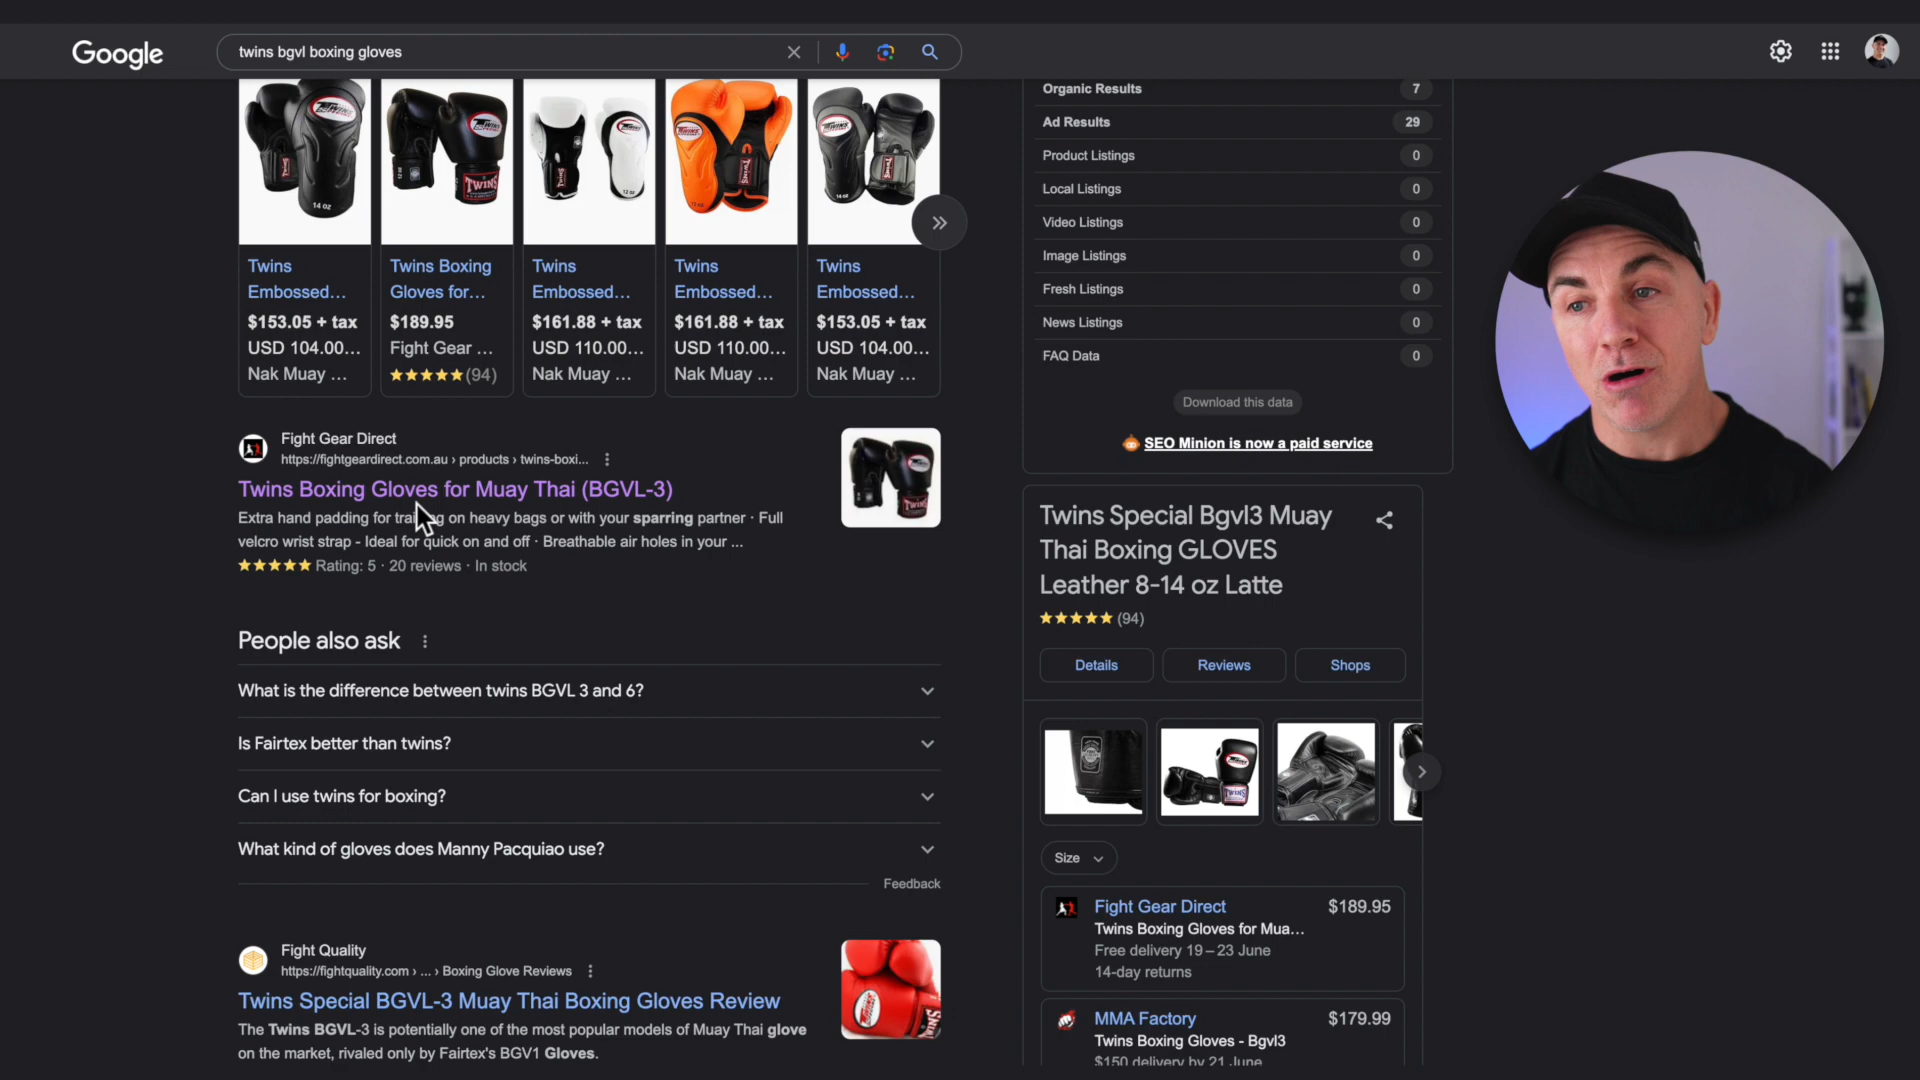 Google
twins bgvl boxing gloves
14 oz
TWINS
12 oz
Twins
Embossed...
$153.05 + tax
USD 104.00...
Nak Muay ...
Twins Boxing
Gloves for...
$189.95
Fight Gear ...
(94)
Twins
Embossed...
$161.88 + tax
USD 110.00...
Nak Muay ...
Twins
Embossed...
$161.88 + tax
USD 110.00...
Nak Muay ...
Twins
Embossed...
$153.05 + tax
USD 104.00...
Nak Muay ...
Fight Gear Direct
https://fightgeardirect.com.au › products › twins-boxi...
Twins Boxing Gloves for Muay Thai (BGVL-3)
Extra hand padding for training on heavy bags or with your sparring partner · Full
velcro wrist strap - Ideal for quick on and off · Breathable air holes in your ...
Rating: 5 · 20 reviews · In stock
People also ask
What is the difference between twins BGVL 3 and 6?
Is Fairtex better than twins?
Can I use twins for boxing?
What kind of gloves does Manny Pacquiao use?
Feedback
Fight Quality
https://fightquality.com › ... › Boxing Glove Reviews
Twins Special BGVL-3 Muay Thai Boxing Gloves Review
The Twins BGVL-3 is potentially one of the most popular models of Muay Thai glove
on the market, rivaled only by Fairtex's BGV1 Gloves.
Organic Results 7
Ad Results 29
Product Listings 0
Local Listings 0
Video Listings 0
Image Listings 0
Fresh Listings 0
News Listings 0
FAQ Data 0
Download this data
SEO Minion is now a paid service
Twins Special Bgvl3 Muay
Thai Boxing GLOVES
Leather 8-14 oz Latte
(94)
Details
Reviews
Shops
Size
Fight Gear Direct $189.95
Twins Boxing Gloves for Mua...
Free delivery 19 – 23 June
14-day returns
MMA Factory $179.99
Twins Boxing Gloves - Bgvl3
$150 delivery by 21 June